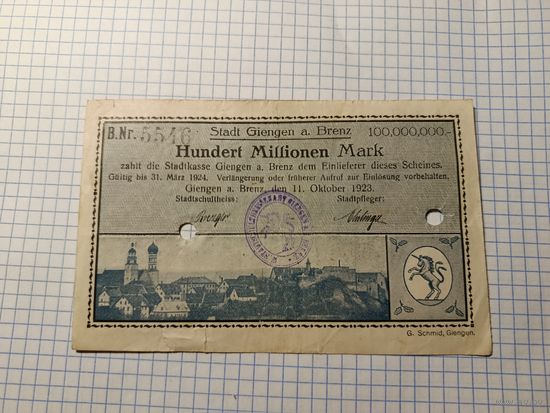 B.Nr. 5546 Stadt Giengen a. Brenz 100,000,000.-
Hundert Millionen Mark
zahlt die Stadtkasse Giengen a. Brenz dem Einlieferer dieses Scheines.
Gültig bis 31. März 1924. Verlängerung oder früherer Aufruf zur Einlösung vorbehalten.
Giengen a. Brenz, den 11. Oktober 1923.
Stadtschultheiss: Stadtpfleger:
G. Schmid, Giengen.